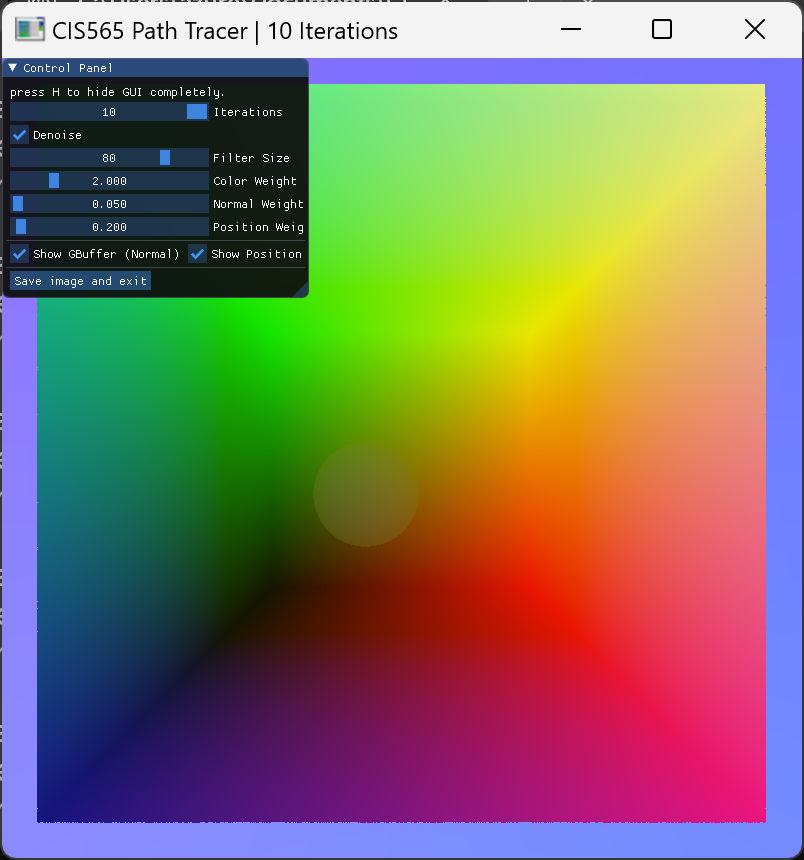 CIS565 Path Tracer | 10 Iterations
Control Panel
press H to hide GUI completely.
10 Iterations
Denoise
80 Filter Size
2.000 Color Weight
0.050 Normal Weight
0.200 Position Weig
Show GBuffer (Normal) Show Position
Save image and exit